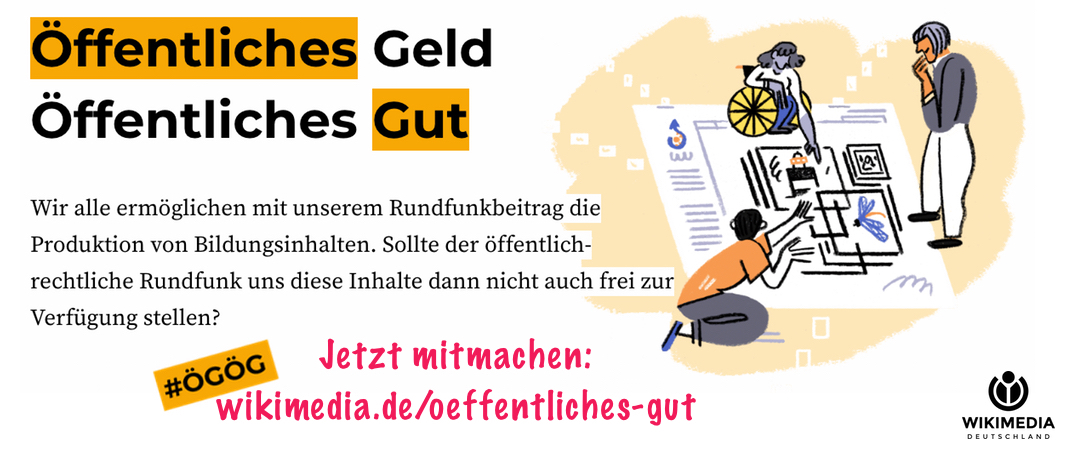 Öffentliches Geld
Öffentliches Gut
Wir alle ermöglichen mit unserem Rundfunkbeitrag die
Produktion von Bildungsinhalten. Sollte der öffentlich-
rechtliche Rundfunk uns diese Inhalte dann nicht auch frei zur
Verfügung stellen?
#ÖGÖG
Jetzt mitmachen:
wikimedia.de/oeffentliches-gut
WIKIMEDIA
DEUTSCHLAND